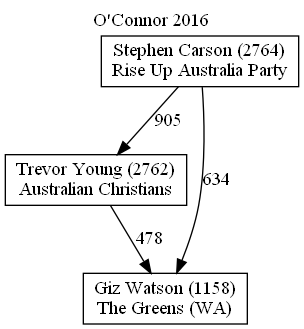 O'Connor 2016
Stephen Carson (2764)
Rise Up Australia Party
905
Trevor Young (2762)
Australian Christians
634
478
Giz Watson (1158)
The Greens (WA)